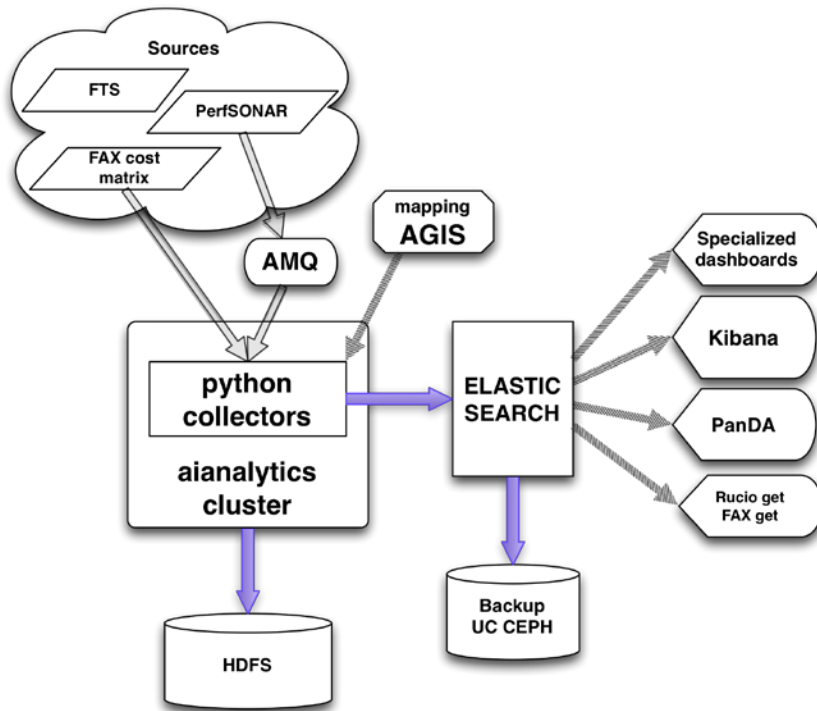 Sources
FTS
PerfSONAR
FAX cost
matrix
mapping
AGIS
AMQ
Specialized
dashboards
Kibana
python
collectors
ELASTIC
SEARCH
PanDA
aianalytics
cluster
Rucio get
FAX get
Backup
UC CEPH
HDFS